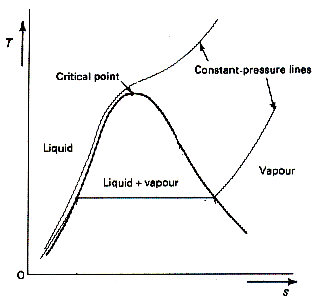 T
Critical point
Constant-pressure lines
Liquid
Liquid + vapour
Vapour
O
s